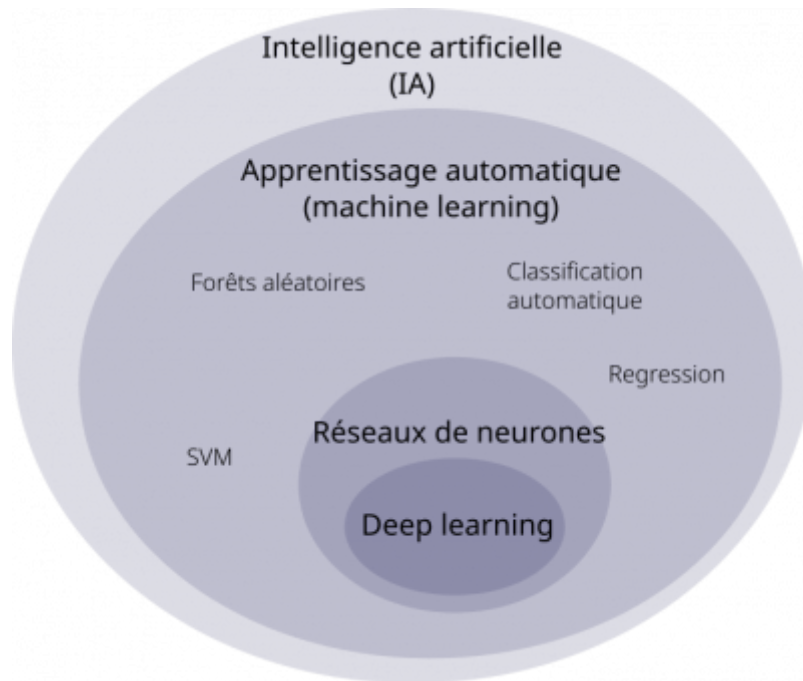 Intelligence artificielle
(IA)
Apprentissage automatique
(machine learning)
Forêts aléatoires
Classification
automatique
Regression
Réseaux de neurones
SVM
Deep learning